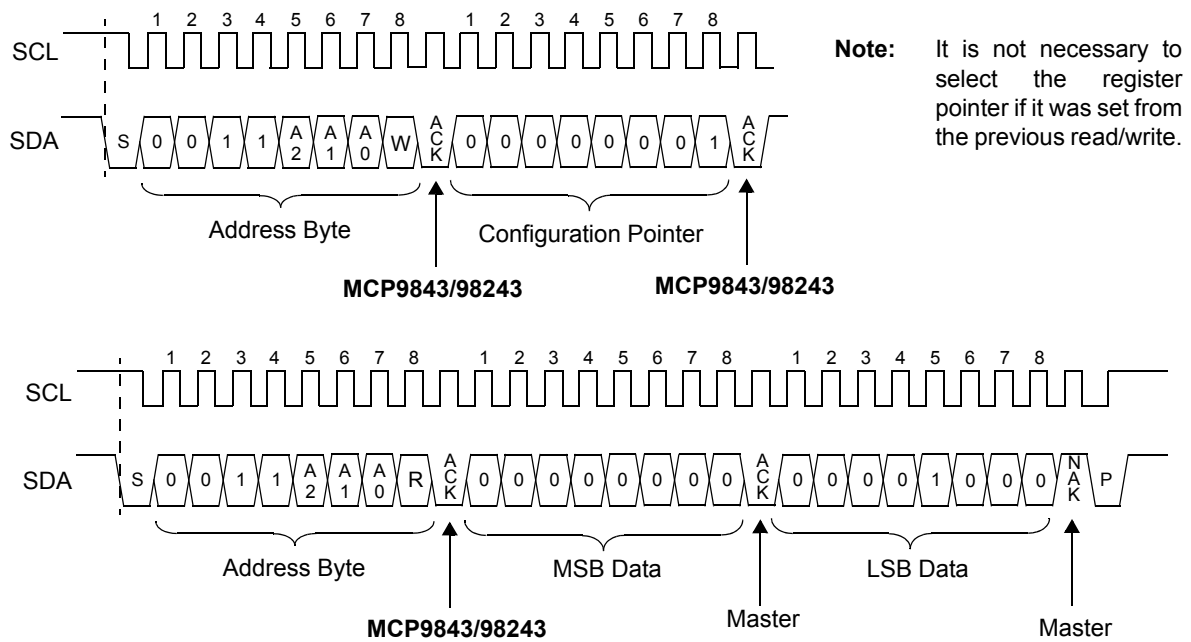 1 2 3 4 5 6 7 8 1 2 3 4 5 6 7 8
SCL
SDA S 0 0 1 1 A2 A1 A0 W ACK 0 0 0 0 0 0 0 1 ACK
Address Byte Configuration Pointer
MCP9843/98243 MCP9843/98243
Note: It is not necessary to
select the register
pointer if it was set from
the previous read/write.
1 2 3 4 5 6 7 8 1 2 3 4 5 6 7 8 1 2 3 4 5 6 7 8
SCL
SDA S 0 0 1 1 A2 A1 A0 R ACK 0 0 0 0 0 0 0 0 ACK 0 0 0 0 1 0 0 0 NAK P
Address Byte MSB Data LSB Data
MCP9843/98243 Master Master